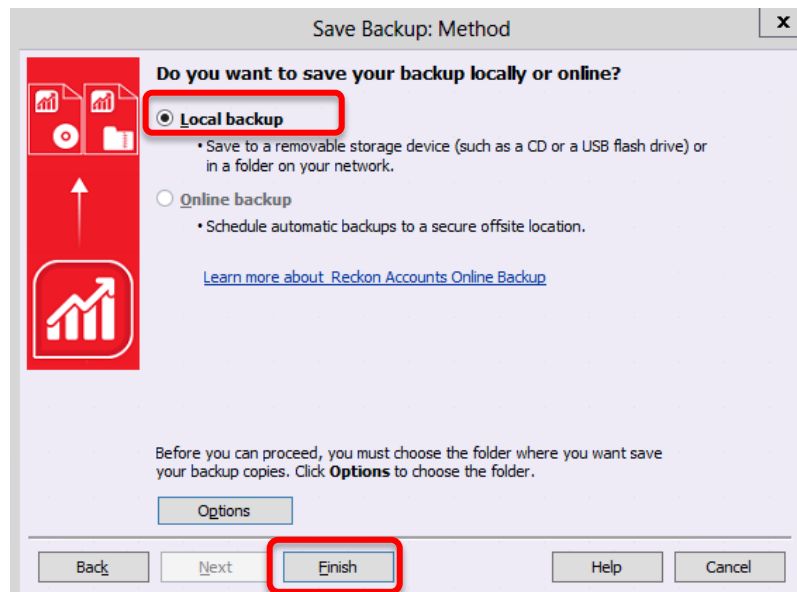 Save Backup: Method
x
Do you want to save your backup locally or online?
Local backup
• Save to a removable storage device (such as a CD or a USB flash drive) or
in a folder on your network.
Online backup
• Schedule automatic backups to a secure offsite location.
Learn more about Reckon Accounts Online Backup
Before you can proceed, you must choose the folder where you want save
your backup copies. Click Options to choose the folder.
Options
Back
Next
Finish
Help
Cancel